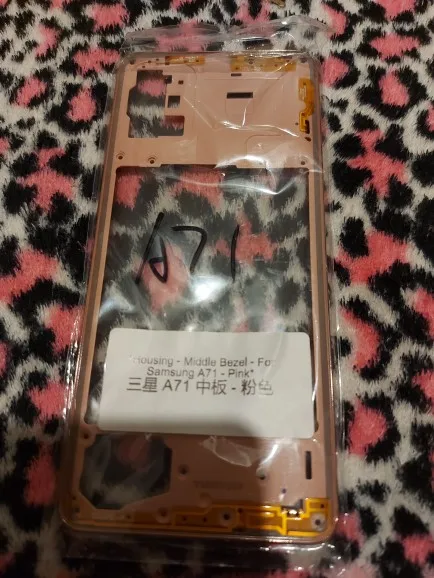 A71
"Housing - Middle Bezel - For
Samsung A71 - Pink"
三星 A71 中板 - 粉色